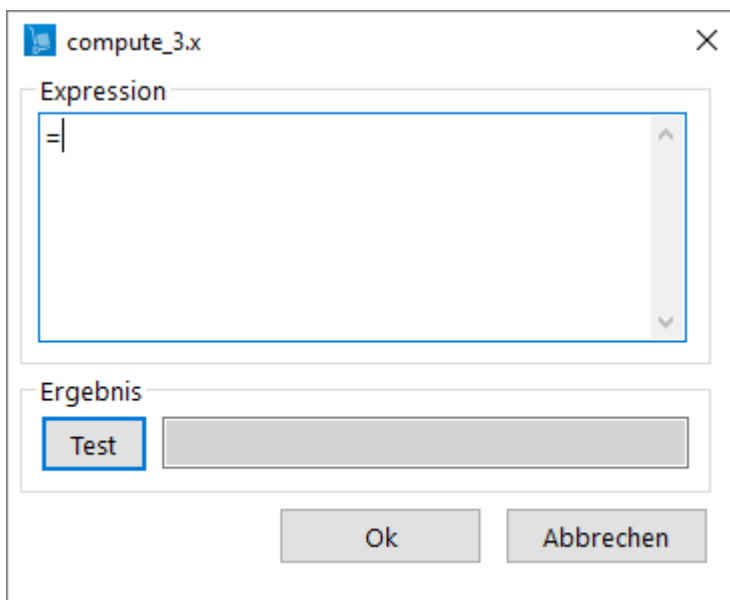 compute_3.x
Expression
=
Ergebnis
Test
Ok
Abbrechen